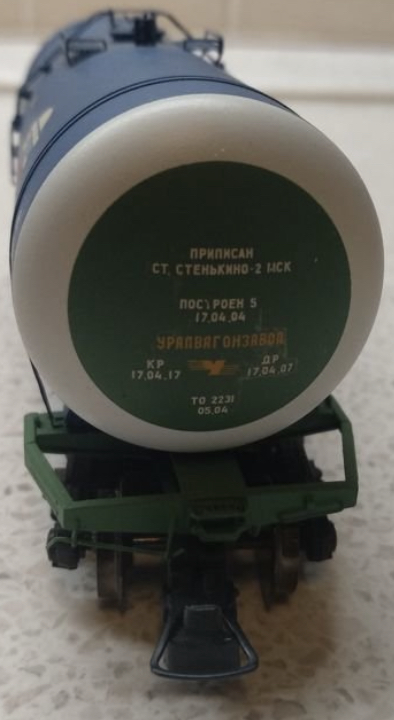 ПРИПИСАН
СТ. СТЕНЬКИНО-2 МСК
ПОСТРОЕН 5
17.04.04
УРАЛВАГОНЗАВОД
КР ДР
17.04.17 17.04.07
ТО 2231
05.04